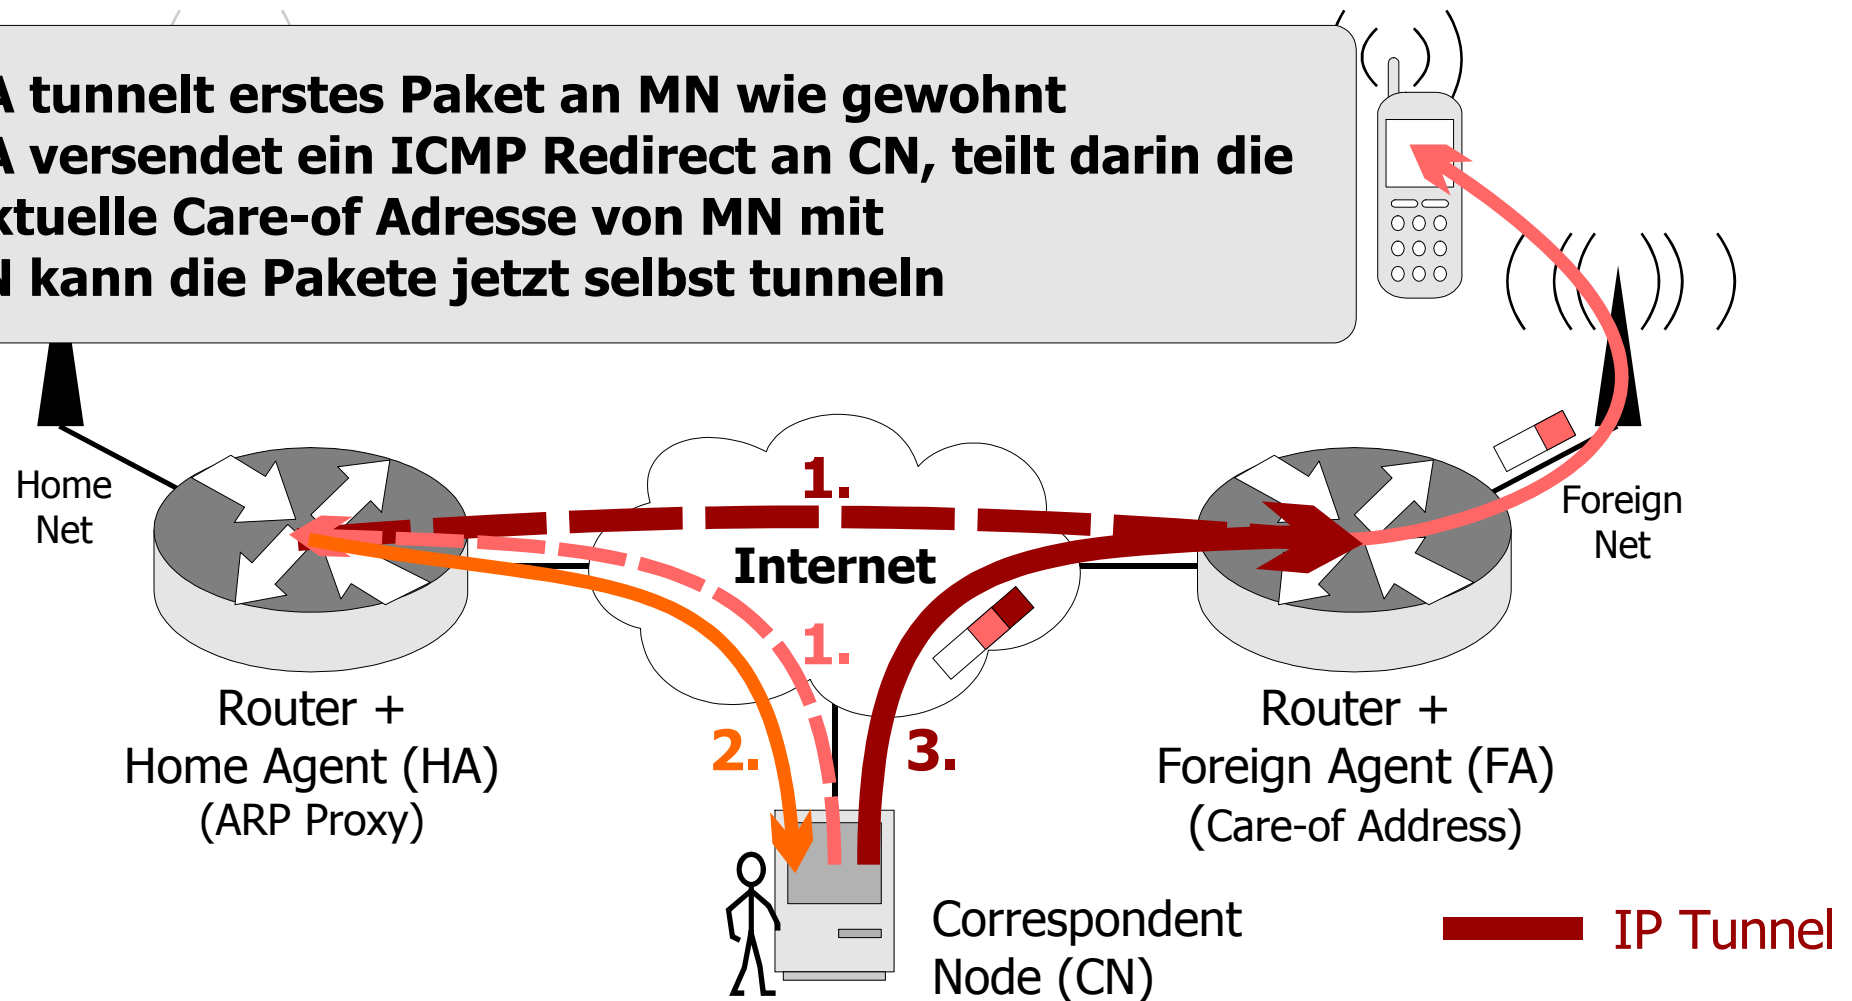 A tunnelt erstes Paket an MN wie gewohnt
A versendet ein ICMP Redirect an CN, teilt darin die
ktuelle Care-of Adresse von MN mit
N kann die Pakete jetzt selbst tunneln
Home
Net
1.
Internet
1.
2.
3.
Foreign
Net
Router +
Home Agent (HA)
(ARP Proxy)
Router +
Foreign Agent (FA)
(Care-of Address)
Correspondent
Node (CN)
IP Tunnel